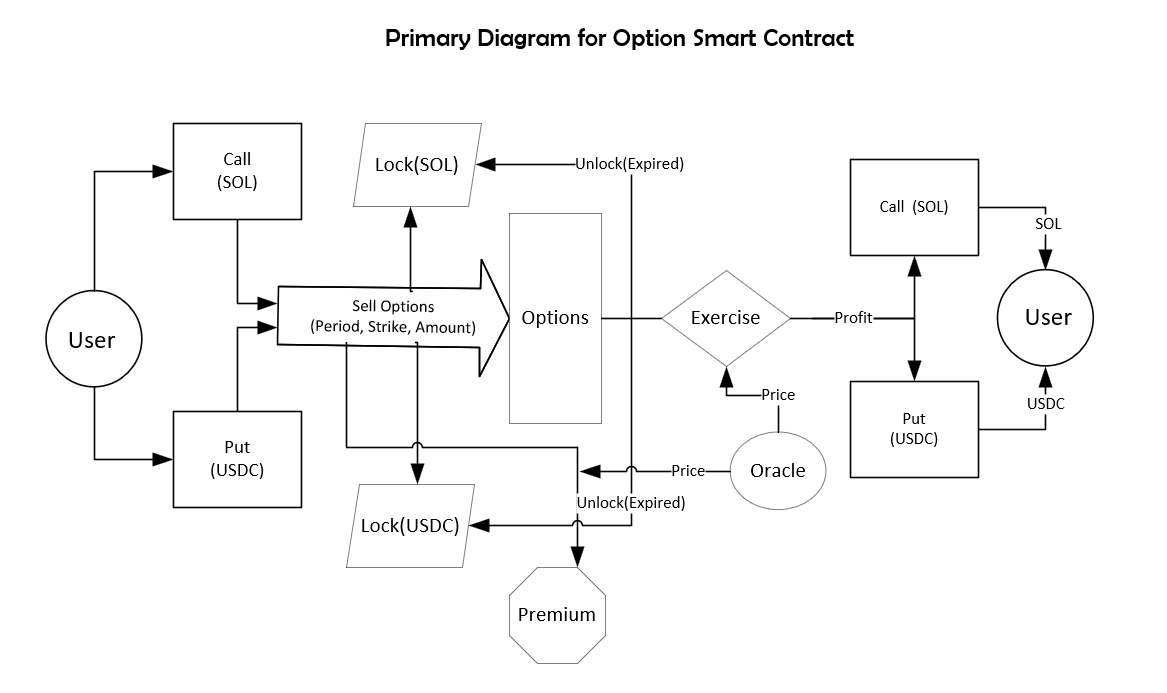 Primary Diagram for Option Smart Contract
Call
(SOL)
Lock(SOL)
Unlock(Expired)
Call (SOL)
SOL
Sell Options
(Period, Strike, Amount)
User
Options
Exercise
Profit
User
Price
USDC
Put
(USDC)
Put
(USDC)
Price
Oracle
Unlock(Expired)
Lock(USDC)
Premium